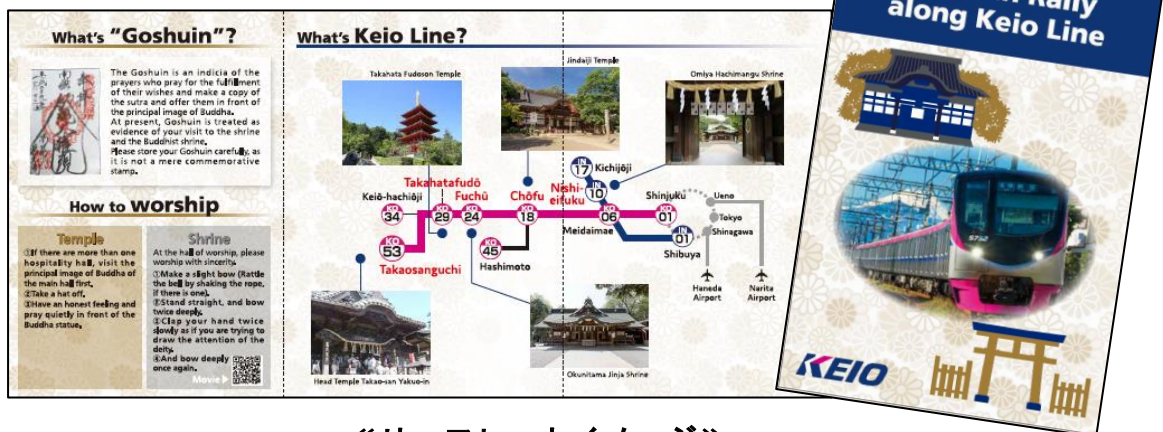 What's "Goshuin"?
The Goshuin is an indicia of the
prayers who pray for the fulfillment
of their wishes and make a copy of
the sutra and offer them in front of
the principal image of Buddha.
At present, Goshuin is treated as
evidence of your visit to the shrine
and the Buddhist shrine.
Please store your Goshuin carefully, as
it is not a mere commemorative
stamp.
How to worship
Temple
①If there are more than one
hospitality hall, visit the
principal image of Buddha of
the main hall first.
②Take a hat off.
③Have an honest feeling and
pray quietly in front of the
Buddha statue.
Shrine
At the hall of worship, please
worship with sincerity.
①Make a slight bow (Rattle
the bell by shaking the rope,
if there is one).
②Stand straight, and bow
twice deeply.
③Clap your hand twice
slowly as if you are trying to
draw the attention of the
deity.
④And bow deeply
once again.
Movie
What's Keio Line?
Takahata Fudoson Temple
Jindaiji Temple
Omiya Hachimangu Shrine
IN
17
Kichijōji
IN
10
Nishi-
eifuku
Takahatafudō
Keiō-hachiōji
Fuchū
Chōfu
Shinjuku
Ueno
KO
34
KO
29
KO
24
KO
18
KO
06
KO
01
Tokyo
Meidaimae
Shinagawa
KO
53
KO
45
IN
01
Takaosanguchi
Hashimoto
Shibuya
Haneda
Airport
Narita
Airport
Head Temple Takao-san Yakuo-in
Okunitama Jinja Shrine
Rally
along Keio Line
5732
KEIO